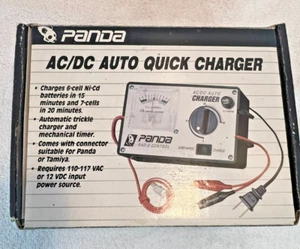 PANDA
AC/DC AUTO QUICK CHARGER
• Charges 6-cell Ni-Cd
batteries in 15
minutes and 7-cells
in 20 minutes.
• Automatic trickle
charger and
mechanical timer.
• Comes with connector
suitable for Panda
or Tamiya.
• Requires 110-117 VAC
or 12 VDC input
power source.
AC/DC AUTO
CHARGER
PANDA
RADIO CONTROL